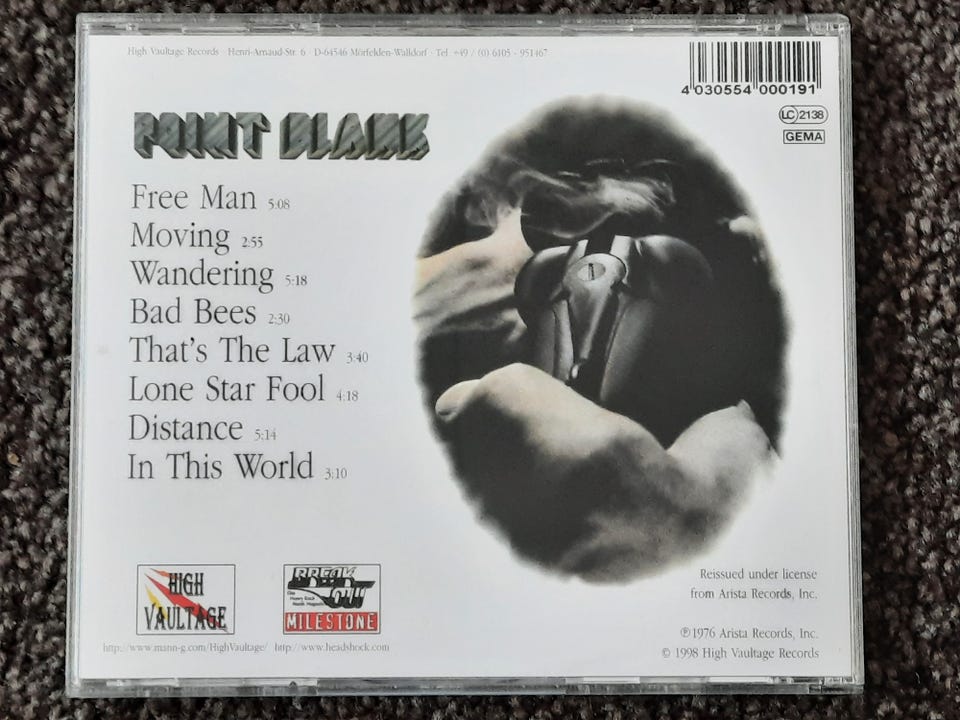 High Vaultage Records · Henri-Arnaud-Str. 6 · D-64546 Mörfelden-Walldorf · Tel +49 / (0) 6105 - 951467
4 030554 000191
LC 2138
GEMA
POINT BLANK
Free Man 5:08
Moving 2:55
Wandering 5:18
Bad Bees 2:30
That's The Law 3:40
Lone Star Fool 4:18
Distance 5:14
In This World 3:10
Reissued under license
from Arista Records, Inc.
HIGH
VAULTAGE
BREAK
OUT
MILESTONE
℗1976 Arista Records, Inc.
© 1998 High Vaultage Records
http://www.mann-g.com/HighVaultage/ http://www.headshock.com